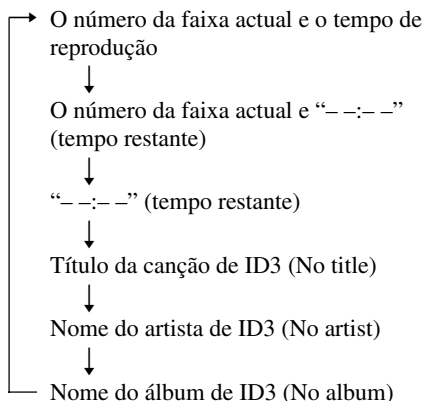 O número da faixa actual e o tempo de
reprodução
O número da faixa actual e “– –:– –”
(tempo restante)
“– –:– –” (tempo restante)
Título da canção de ID3 (No title)
Nome do artista de ID3 (No artist)
Nome do álbum de ID3 (No album)